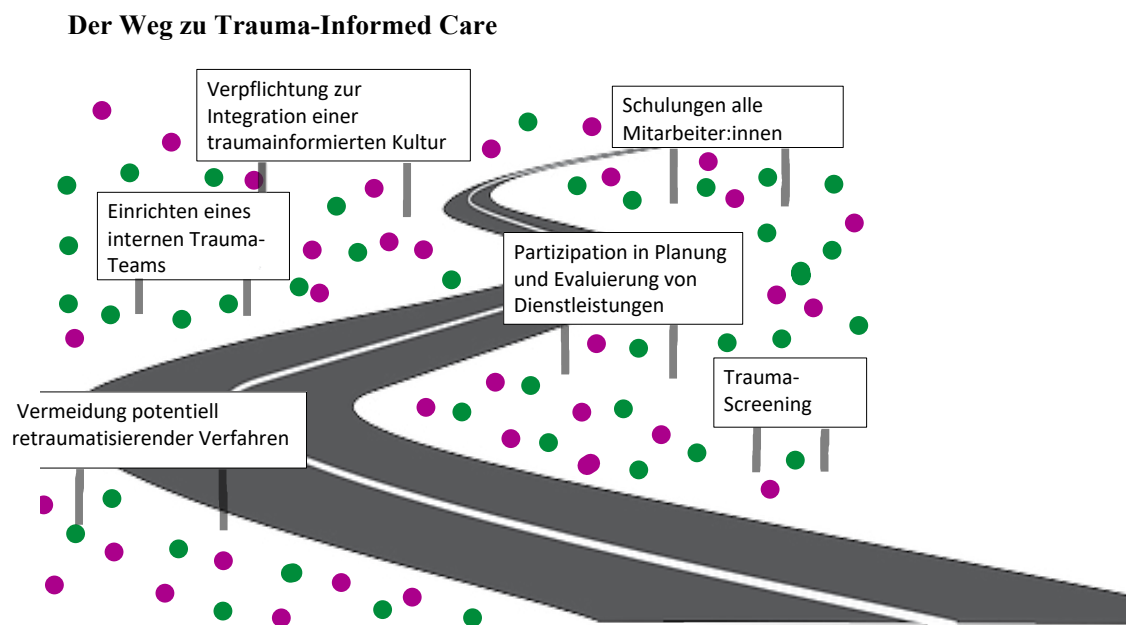 Der Weg zu Trauma-Informed Care
Verpflichtung zur
Integration einer
traumainformierten Kultur
Schulungen alle
Mitarbeiter:innen
Einrichten eines
internen Trauma-
Teams
Partizipation in Planung
und Evaluierung von
Dienstleistungen
Trauma-
Screening
Vermeidung potentiell
retraumatisierender Verfahren